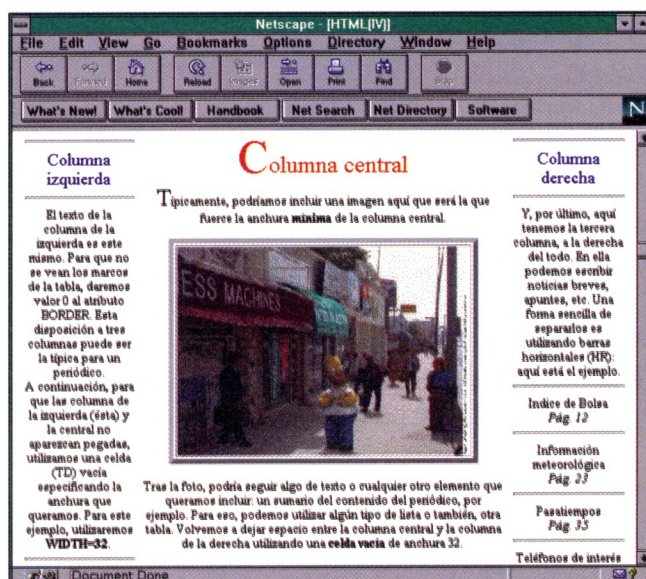 Netscape - [HTML(IV)]
File Edit View Go Bookmarks Options Directory Window Help
Back Forward Home Reload Images Open Print Find Stop
What's New! What's Cool! Handbook Net Search Net Directory Software
N
Columna
izquierda
El texto de la
columna de la
izquierda es este
mismo. Para que no
se vean los marcos
de la tabla, daremos
valor 0 al atributo
BORDER. Esta
disposición a tres
columnas puede ser
la típica para un
periódico.
A continuación, para
que las columna de
la izquierda (ésta) y
la central no
aparezcan pegadas,
utilizamos una celda
(TD) vacía
especificando la
anchura que
queramos. Para este
ejemplo, utilizaremos
WIDTH=32.
Columna central
Típicamente, podríamos incluir una imagen aquí que será la que
fuerce la anchura mínima de la columna central.
ESS MACHINES
Tras la foto, podría seguir algo de texto o cualquier otro elemento que
queramos incluir: un sumario del contenido del periódico, por
ejemplo. Para eso, podemos utilizar algún tipo de lista o también, otra
tabla. Volvemos a dejar espacio entre la columna central y la columna
de la derecha utilizando una celda vacía de anchura 32.
Columna
derecha
Y, por último, aquí
tenemos la tercera
columna, a la derecha
del todo. En ella
podemos escribir
noticias breves,
apuntes, etc. Una
forma sencilla de
separarlos es
utilizando barras
horizontales (HR):
aquí está el ejemplo.
Indice de Bolsa
Pág. 12
Información
meteorológica
Pág. 23
Pasatiempos
Pág. 35
Teléfonos de interés
Document Done